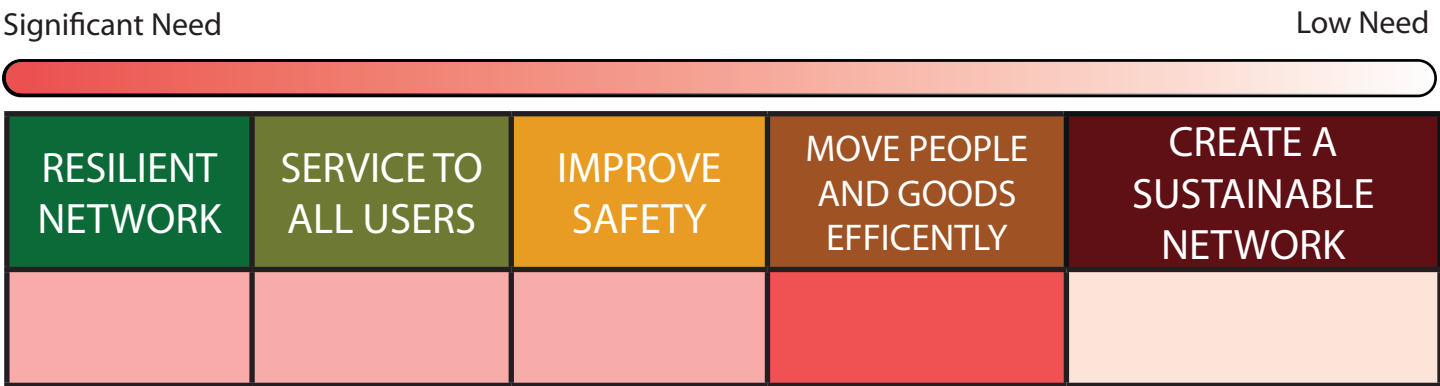 Significant Need
Low Need
RESILIENT
NETWORK
SERVICE TO
ALL USERS
IMPROVE
SAFETY
MOVE PEOPLE
AND GOODS
EFFICENTLY
CREATE A
SUSTAINABLE
NETWORK